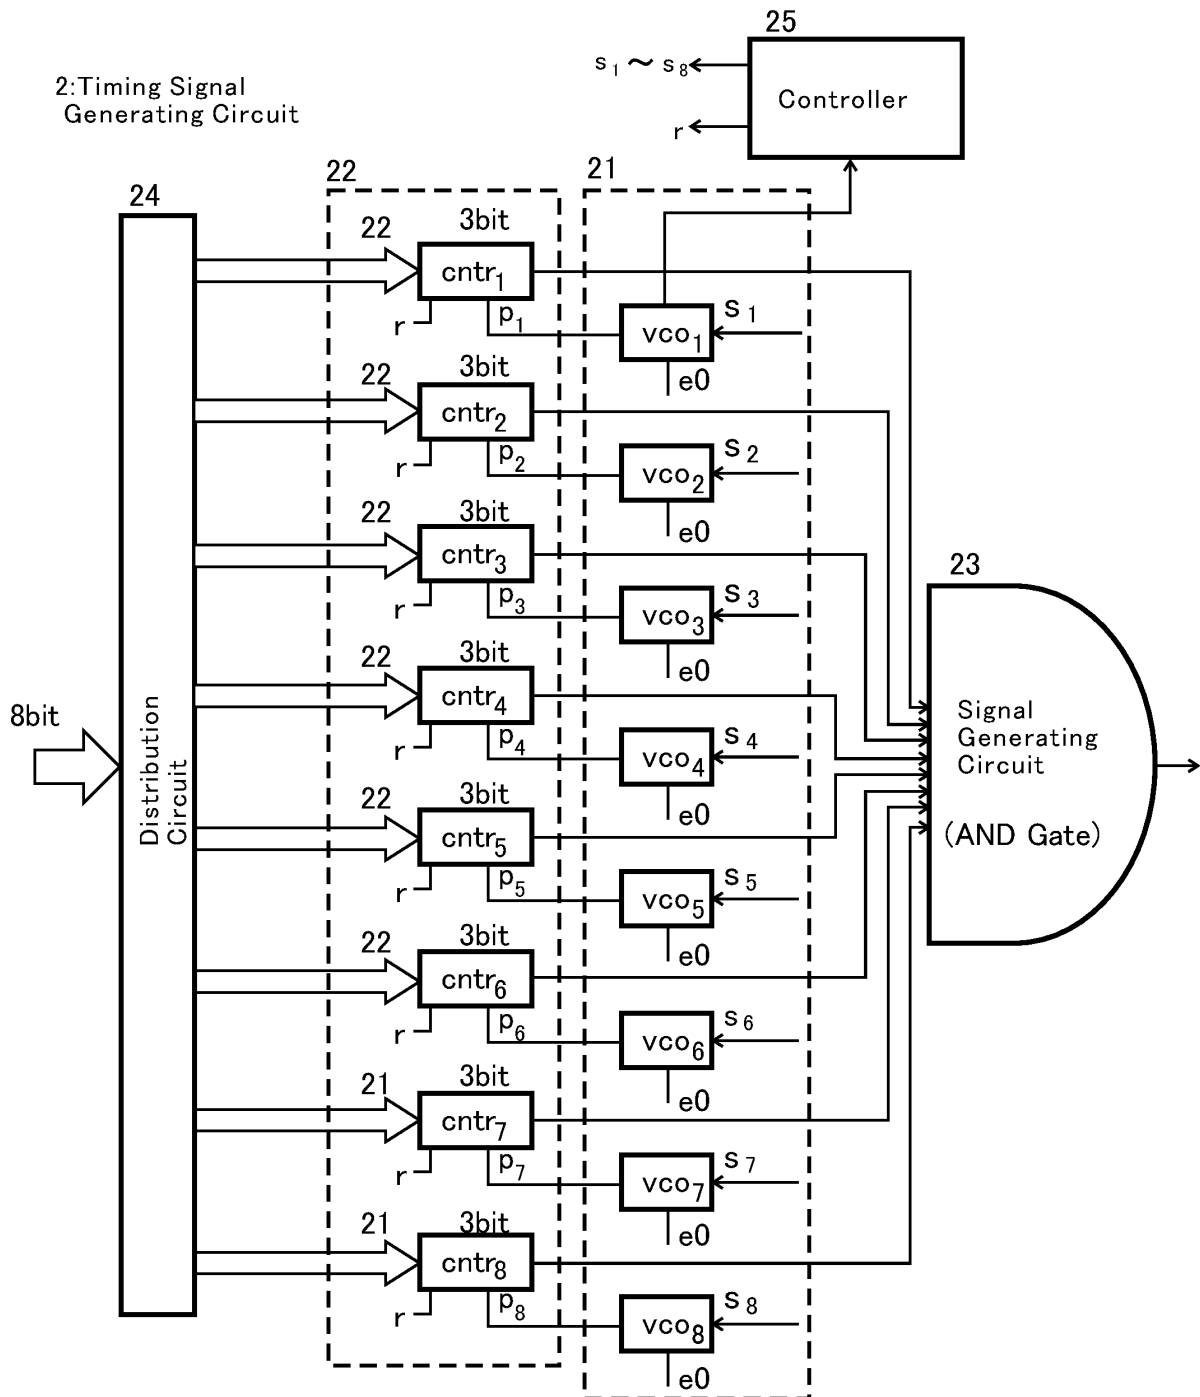 25
s1～s8
Controller
r
2:Timing Signal
Generating Circuit
24
22
21
22
3bit
cntr1
r
p1
vco1
s1
e0
22
3bit
cntr2
r
p2
vco2
s2
e0
22
3bit
cntr3
r
p3
vco3
s3
e0
22
3bit
cntr4
r
p4
vco4
s4
e0
22
3bit
cntr5
r
p5
vco5
s5
e0
22
3bit
cntr6
r
p6
vco6
s6
e0
21
3bit
cntr7
r
p7
vco7
s7
e0
21
3bit
cntr8
r
p8
vco8
s8
e0
8bit
Distribution
Circuit
23
Signal
Generating
Circuit
(AND Gate)